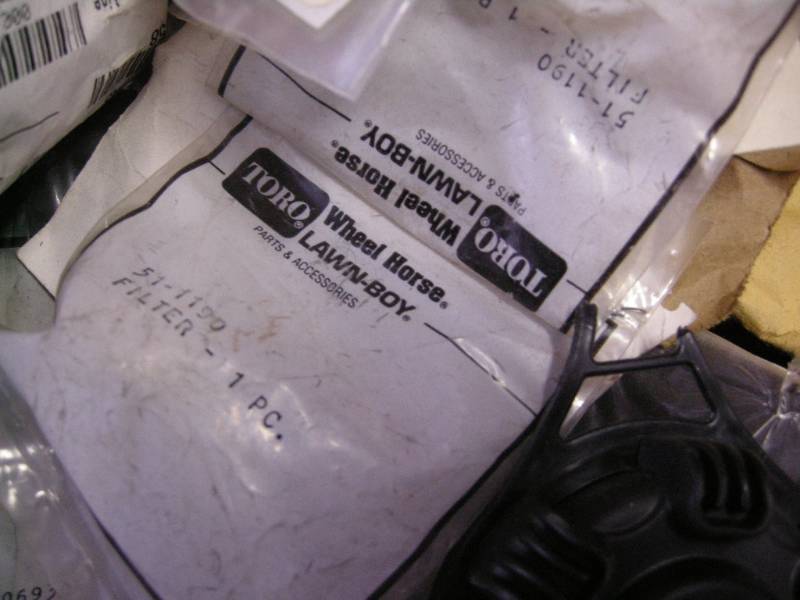 TORO®
Wheel Horse®
LAWN-BOY®
PARTS & ACCESSORIES
51-1190
FILTER - 1 PC.
TORO®
Wheel Horse®
LAWN-BOY®
PARTS & ACCESSORIES
51-1190
FILTER - 1 P